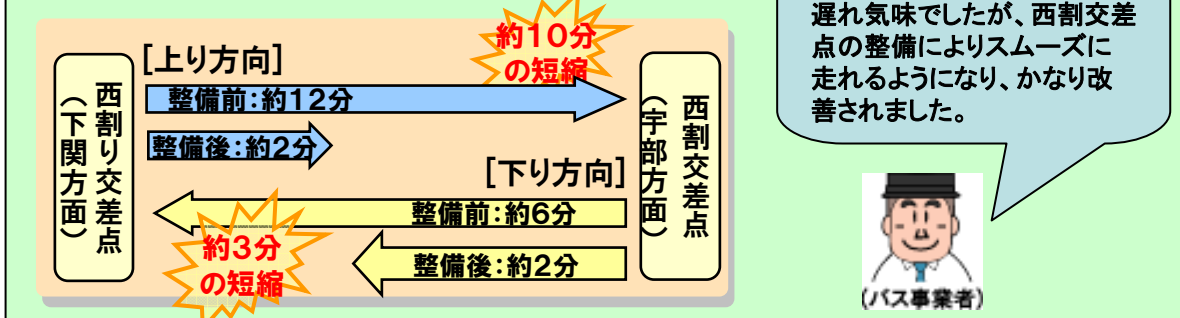 遅れ気味でしたが、西割交差
点の整備によりスムーズに
走れるようになり、かなり改
善されました。
(バス事業者)
約10分
の短縮
[上り方向]
整備前:約12分
整備後:約2分
西割り交差点
(下関方面)
西割交差点
(宇部方面)
[下り方向]
整備前:約6分
整備後:約2分
約3分
の短縮